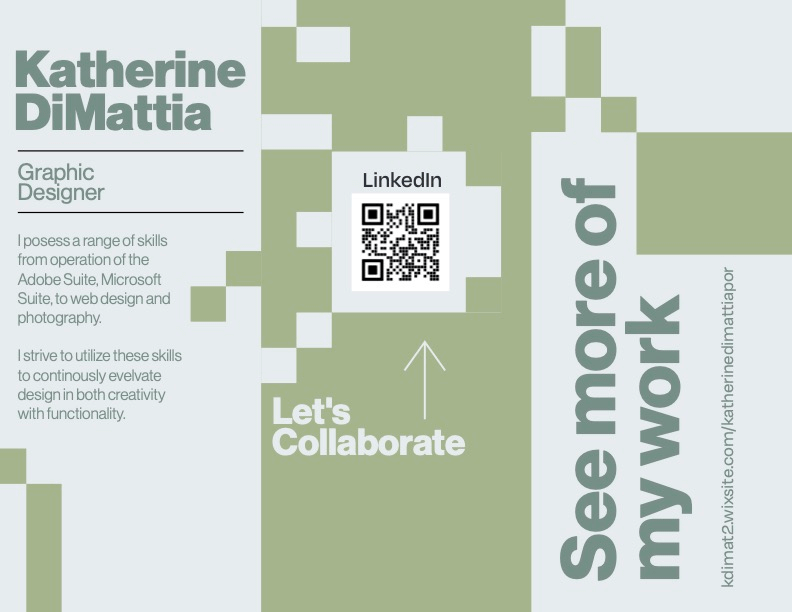 Katherine
DiMattia
Graphic
Designer
I posess a range of skills
from operation of the
Adobe Suite, Microsoft
Suite, to web design and
photography.
I strive to utilize these skills
to continously evelvate
design in both creativity
with functionality.
LinkedIn
Let's
Collaborate
See more of
my work
kdimat2.wixsite.com/katherinedimattiapor